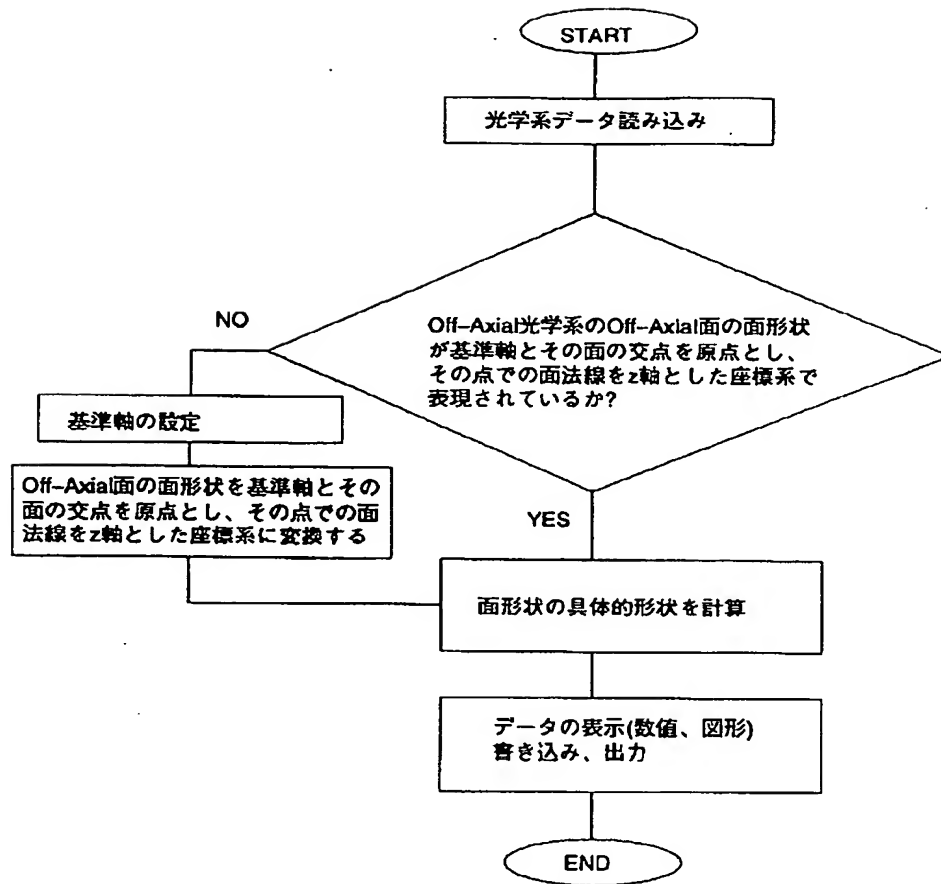 START
光学系データ読み込み
Off-Axial光学系のOff-Axial面の面形状
が基準軸とその面の交点を原点とし、
その点での面法線をz軸とした座標系で
表現されているか?
NO
基準軸の設定
Off-Axial面の面形状を基準軸とその
面の交点を原点とし、その点での面
法線をz軸とした座標系に変換する
YES
面形状の具体的形状を計算
データの表示(数値、図形)
書き込み、出力
END